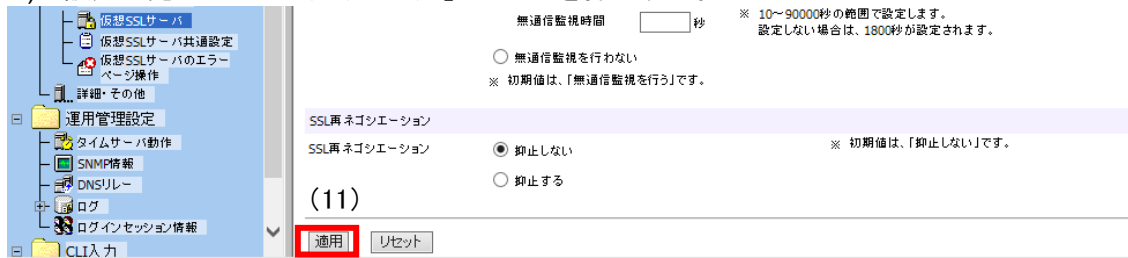 仮想SSLサーバ
仮想SSLサーバ共通設定
仮想SSLサーバのエラー
ページ操作
詳細・その他
運用管理設定
タイムサーバ動作
SNMP情報
DNSリレー
ログ
ログインセッション情報
CLI入力
無通信監視時間 秒 ※ 10~90000秒の範囲で設定します。
設定しない場合は、1800秒が設定されます。
無通信監視を行わない
※ 初期値は、「無通信監視を行う」です。
SSL再ネゴシエーション
SSL再ネゴシエーション 抑止しない ※ 初期値は、「抑止しない」です。
抑止する
(11)
適用 リセット